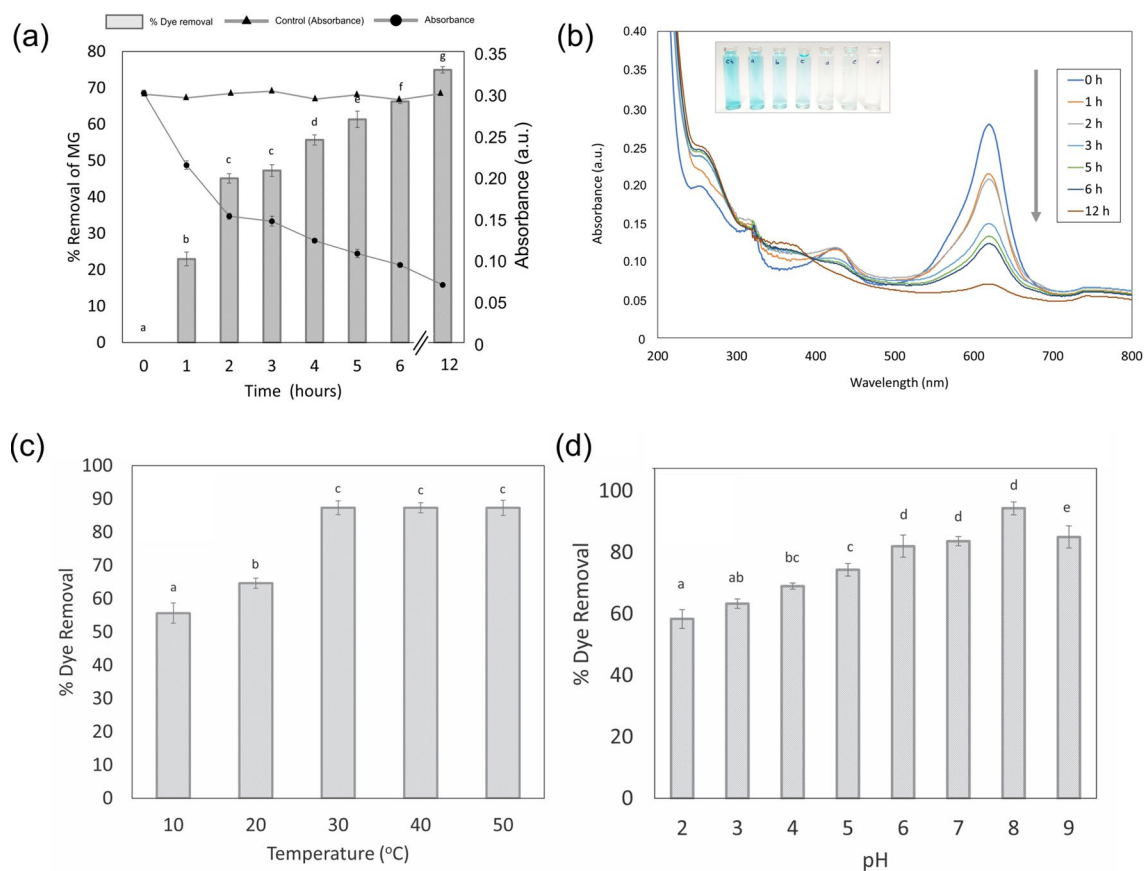 % Dye removal Control (Absorbance) Absorbance
(a)
80
70
60
50
40
30
20
10
0
% Removal of MG
a
b
c
c
d
e
f
g
0.35
0.30
0.25
0.20
0.15
0.10
0.05
0.00
0
Absorbance (a.u.)
0 1 2 3 4 5 6 12
Time (hours)
(b)
0.40
0.35
0.30
0.25
0.20
0.15
0.10
0.05
0
Absorbance (a.u.)
0 h
1 h
2 h
3 h
5 h
6 h
12 h
200 300 400 500 600 700 800
Wavelength (nm)
(c)
100
90
80
70
60
50
40
30
20
10
0
% Dye Removal
a b c c c
10 20 30 40 50
Temperature (°C)
(d)
100
80
60
40
20
0
% Dye Removal
a ab bc c d d d e
2 3 4 5 6 7 8 9
pH